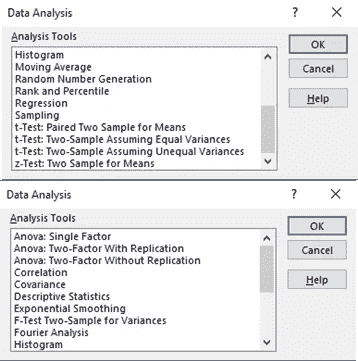 Data Analysis
? ×
Analysis Tools
Histogram
Moving Average
Random Number Generation
Rank and Percentile
Regression
Sampling
t-Test: Paired Two Sample for Means
t-Test: Two-Sample Assuming Equal Variances
t-Test: Two-Sample Assuming Unequal Variances
z-Test: Two Sample for Means
OK
Cancel
Help
Data Analysis
? ×
Analysis Tools
Anova: Single Factor
Anova: Two-Factor With Replication
Anova: Two-Factor Without Replication
Correlation
Covariance
Descriptive Statistics
Exponential Smoothing
F-Test Two-Sample for Variances
Fourier Analysis
Histogram
OK
Cancel
Help